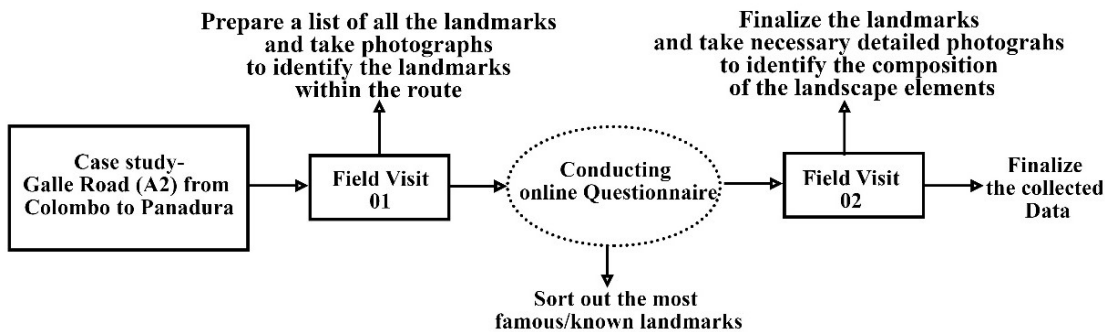 Prepare a list of all the landmarks
and take photographs
to identify the landmarks
within the route
Finalize the landmarks
and take necessary detailed photograhs
to identify the composition
of the landscape elements
Case study-
Galle Road (A2) from
Colombo to Panadura
Field Visit
01
Conducting
online Questionnaire
Field Visit
02
Finalize
the collected
Data
Sort out the most
famous/known landmarks